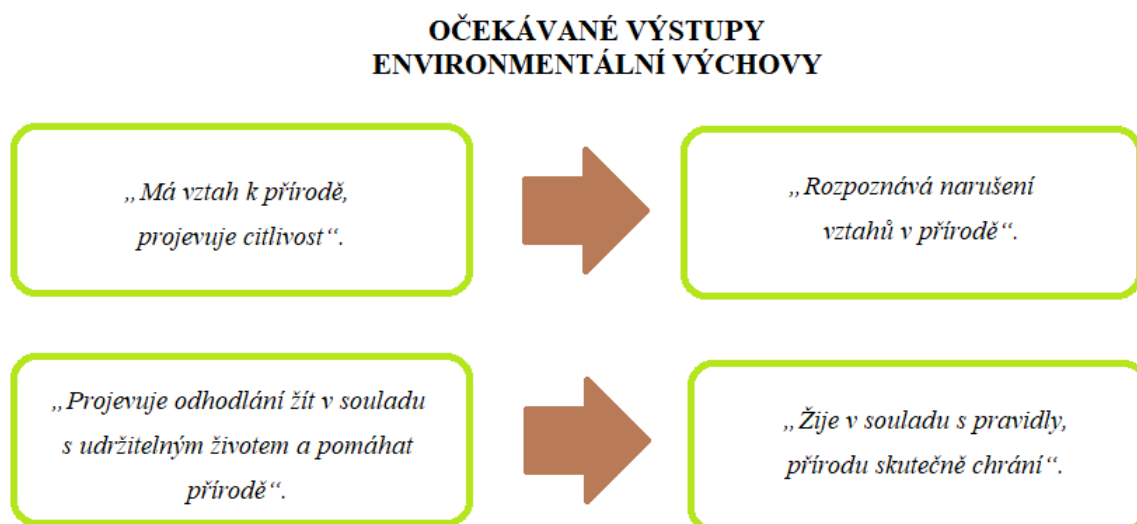 OČEKÁVANÉ VÝSTUPY
ENVIRONMENTÁLNÍ VÝCHOVY
„Má vztah k přírodě,
projevuje citlivost“.
„Rozpoznává narušení
vztahů v přírodě“.
„Projevuje odhodlání žít v souladu
s udržitelným životem a pomáhat
přírodě“.
„Žije v souladu s pravidly,
přírodu skutečně chrání“.